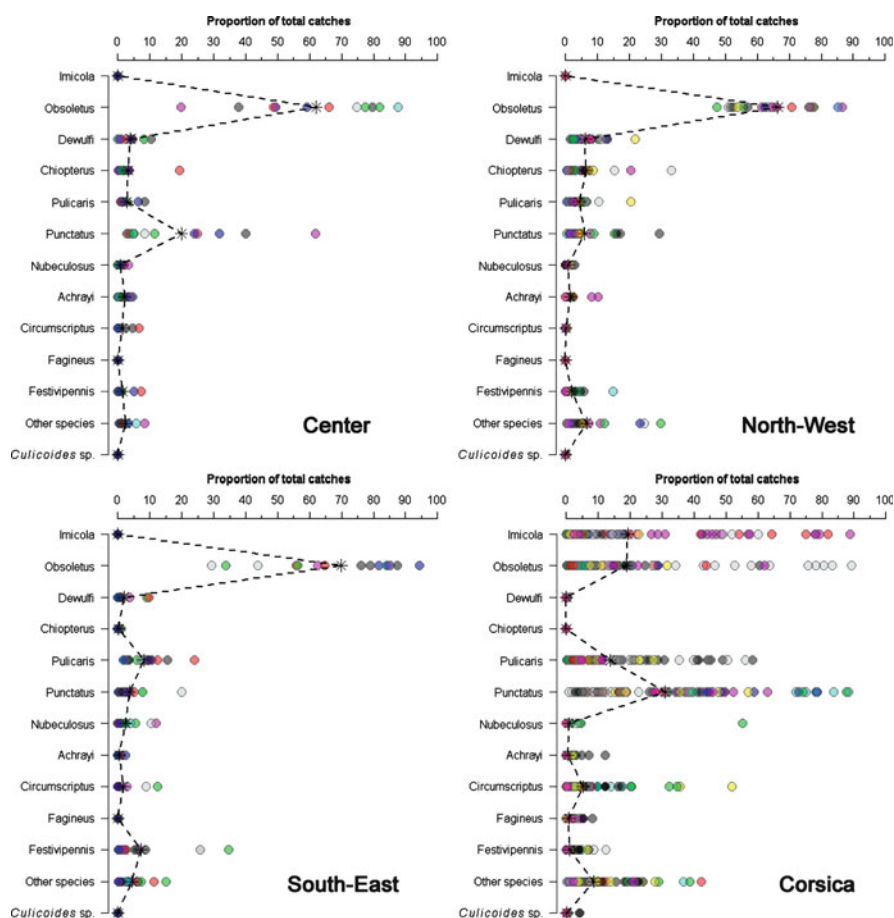 Proportion of total catches
0 10 20 30 40 50 60 70 80 90 100
Imicola
Obsoletus
Dewulfi
Chiopterus
Pulicaris
Punctatus
Nubeculosus
Achrayi
Circumscriptus
Fagineus
Festivipennis
Other species
Culicoides sp.
Center
Proportion of total catches
0 10 20 30 40 50 60 70 80 90 100
Imicola
Obsoletus
Dewulfi
Chiopterus
Pulicaris
Punctatus
Nubeculosus
Achrayi
Circumscriptus
Fagineus
Festivipennis
Other species
Culicoides sp.
North-West
Proportion of total catches
0 10 20 30 40 50 60 70 80 90 100
Imicola
Obsoletus
Dewulfi
Chiopterus
Pulicaris
Punctatus
Nubeculosus
Achrayi
Circumscriptus
Fagineus
Festivipennis
Other species
Culicoides sp.
South-East
Proportion of total catches
0 10 20 30 40 50 60 70 80 90 100
Imicola
Obsoletus
Dewulfi
Chiopterus
Pulicaris
Punctatus
Nubeculosus
Achrayi
Circumscriptus
Fagineus
Festivipennis
Other species
Culicoides sp.
Corsica